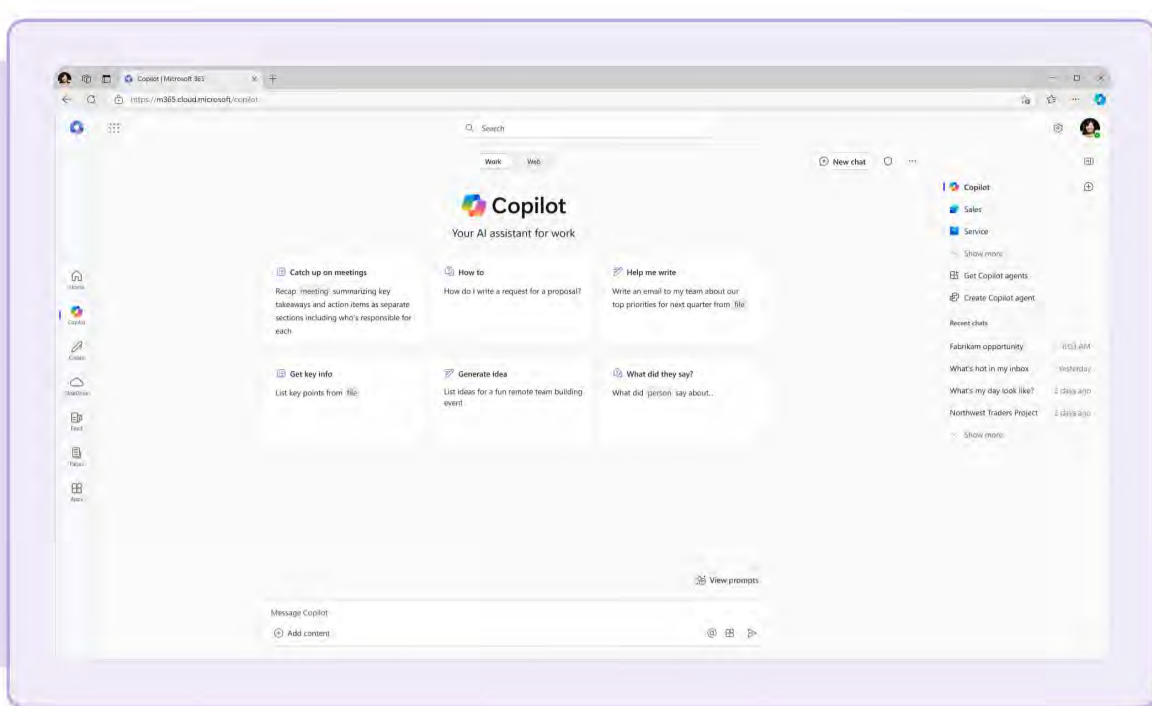 Copilot | Microsoft 365
https://m365.cloud.microsoft/copilot
Search
Work Web
New chat
Copilot
Your AI assistant for work
Catch up on meetings
Recap meeting summarizing key
takeaways and action items as separate
sections including who's responsible for
each
How to
How do I write a request for a proposal?
Help me write
Write an email to my team about our
top priorities for next quarter from file
Get key info
List key points from file
Generate idea
List ideas for a fun remote team building
event
What did they say?
What did person say about..
View prompts
Message Copilot
Add content
Home
Copilot
Create
OneDrive
Feed
Pages
Apps
Copilot
Sales
Service
Show more
Get Copilot agents
Create Copilot agent
Recent chats
Fabrikam opportunity AM
What's hot in my inbox Yesterday
What's my day look like? 2 days ago
Northwest Traders Project 2 days ago
Show more